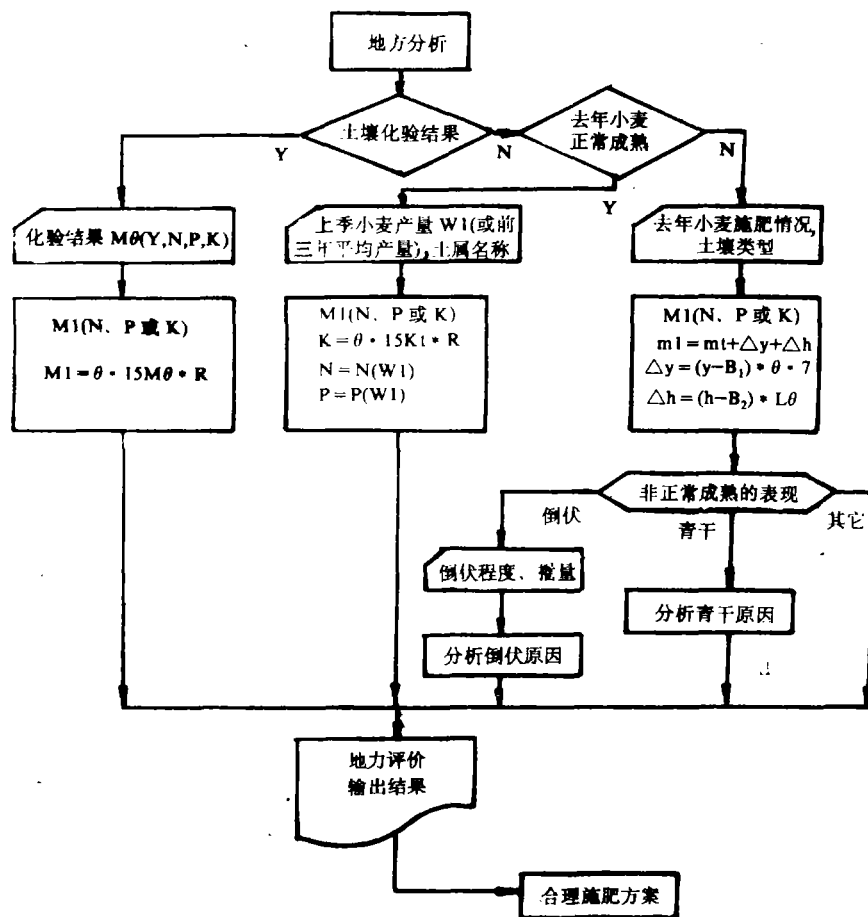 地力分析
土壤化验结果
去年小麦
正常成熟
Y
N
N
Y
化验结果 Mθ(Y,N,P,K)
上季小麦产量 W1(或前
三年平均产量),土属名称
去年小麦施肥情况,
土壤类型
M1(N、P 或 K)
M1=θ·15Mθ * R
M1(N、P 或 K)
K=θ·15Kt * R
N=N(W1)
P=P(W1)
M1(N、P 或 K)
m1=mt+△y+△h
△y=(y-B₁) * θ·7
△h=(h-B₂) * Lθ
非正常成熟的表现
倒伏
青干
其它
倒伏程度、批量
分析青干原因
分析倒伏原因
地力评价
输出结果
合理施肥方案